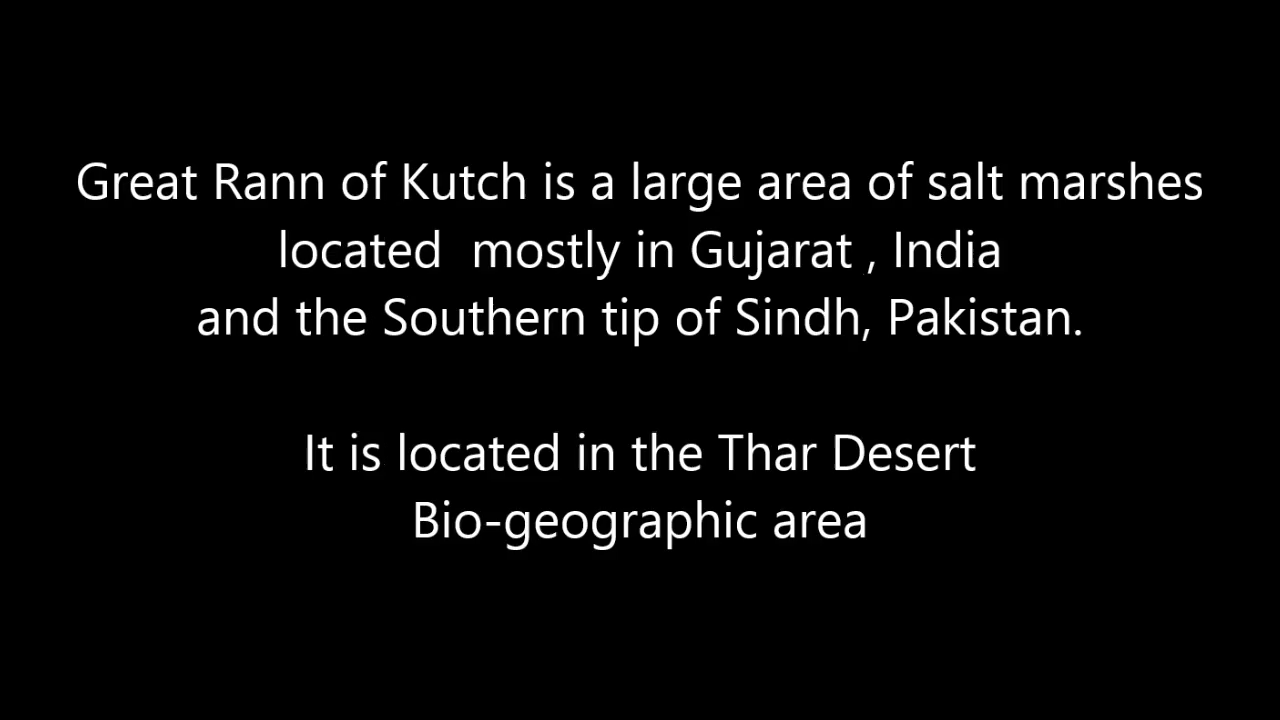 Great Rann of Kutch is a large area of salt marshes
located  mostly in Gujarat , India
and the Southern tip of Sindh, Pakistan.
It is located in the Thar Desert
Bio-geographic area